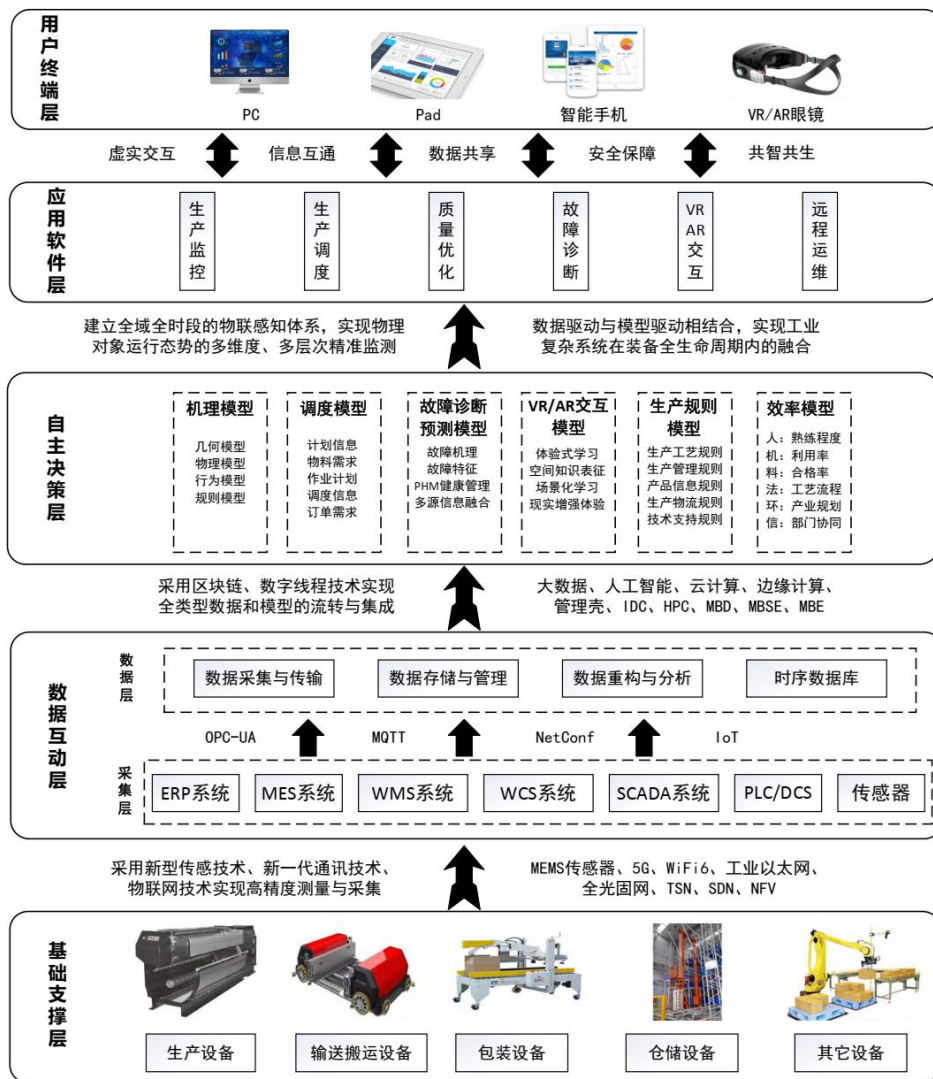 用户终端层
PC
Pad
智能手机
VR/AR眼镜
虚实交互
信息互通
数据共享
安全保障
共智共生
应用软件层
生产监控
生产调度
质量优化
故障诊断
VR
AR
交互
远程运维
建立全域全时段的物联感知体系，实现物理
对象运行态势的多维度、多层次精准监测
数据驱动与模型驱动相结合，实现工业
复杂系统在装备全生命周期内的融合
自主决策层
机理模型
几何模型
物理模型
行为模型
规则模型
调度模型
计划信息
物料需求
作业计划
调度信息
订单需求
故障诊断
预测模型
故障机理
故障特征
PHM健康管理
多源信息融合
VR/AR交互
模型
体验式学习
空间知识表征
场景化学习
现实增强体验
生产规则
模型
生产工艺规则
生产管理规则
产品信息规则
生产物流规则
技术支持规则
效率模型
人：熟练程度
机：利用率
料：合格率
法：工艺流程
环：产业规划
信：部门协同
采用区块链、数字线程技术实现
全类型数据和模型的流转与集成
大数据、人工智能、云计算、边缘计算、
管理壳、IDC、HPC、MBD、MBSE、MBE
数据互动层
数据层
数据采集与传输
数据存储与管理
数据重构与分析
时序数据库
OPC-UA
MQTT
NetConf
IoT
采集层
ERP系统
MES系统
WMS系统
WCS系统
SCADA系统
PLC/DCS
传感器
采用新型传感技术、新一代通讯技术、
物联网技术实现高精度测量与采集
MEMS传感器、5G、WiFi6、工业以太网、
全光固网、TSN、SDN、NFV
基础支撑层
生产设备
输送搬运设备
包装设备
仓储设备
其它设备